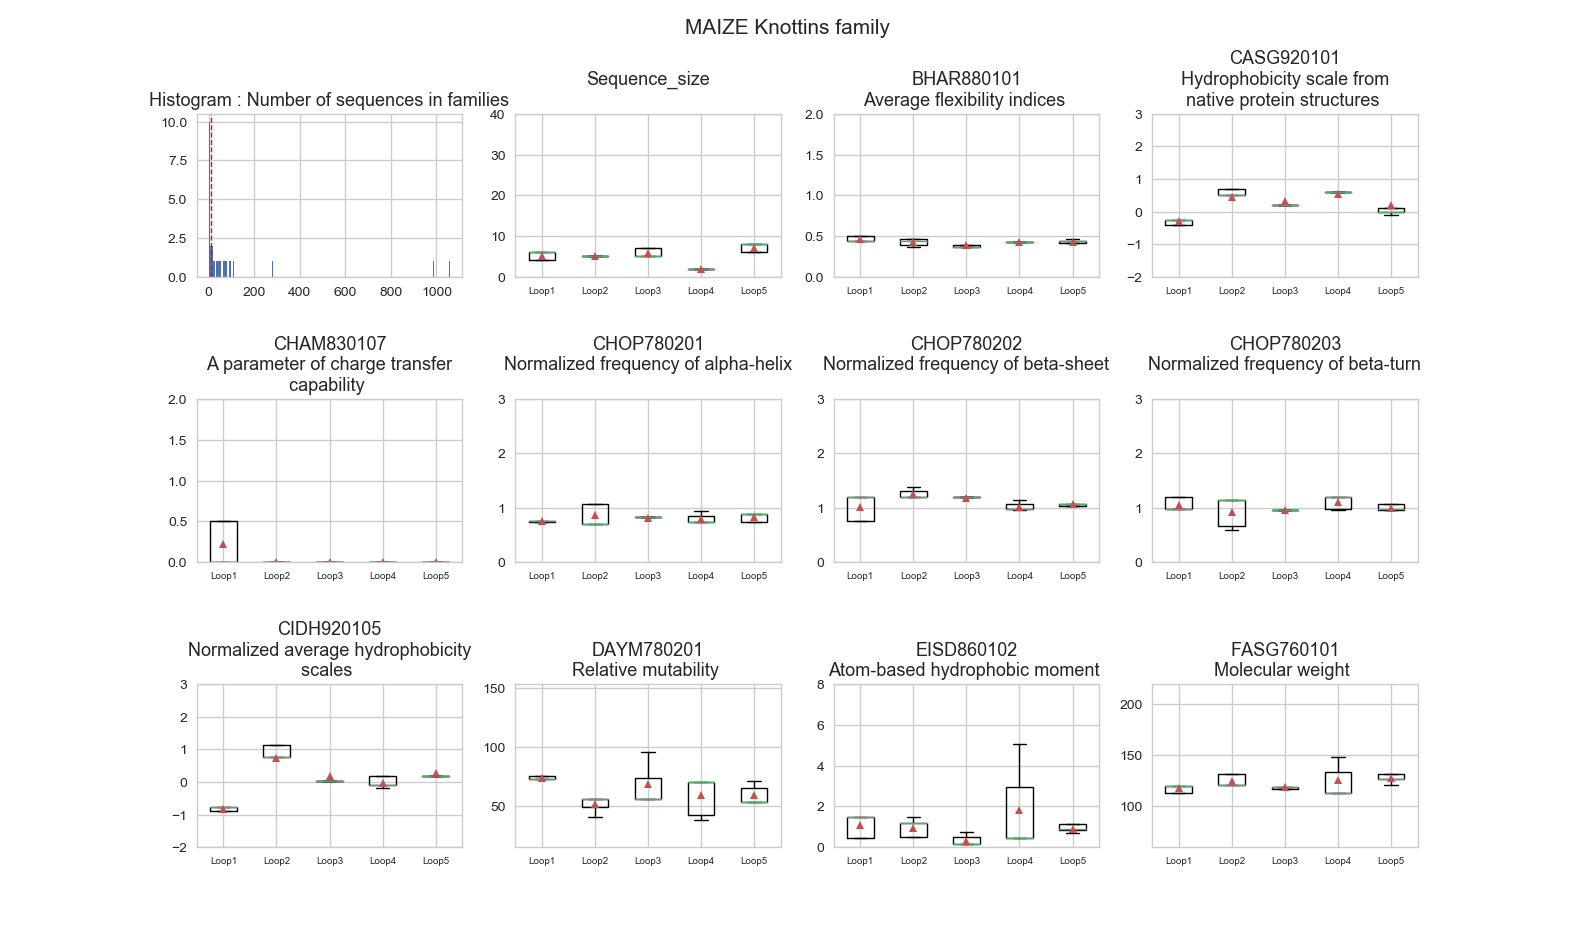 MAIZE Knottins family
Histogram : Number of sequences in families
10.0
7.5
5.0
2.5
0.0
0 200 400 600 800 1000
Sequence_size
40
30
20
10
0
Loop1 Loop2 Loop3 Loop4 Loop5
BHAR880101
Average flexibility indices
2.0
1.5
1.0
0.5
0.0
Loop1 Loop2 Loop3 Loop4 Loop5
CASG920101
Hydrophobicity scale from
native protein structures
3
2
1
0
−1
−2
Loop1 Loop2 Loop3 Loop4 Loop5
CHAM830107
A parameter of charge transfer
capability
2.0
1.5
1.0
0.5
0.0
Loop1 Loop2 Loop3 Loop4 Loop5
CHOP780201
Normalized frequency of alpha-helix
3
2
1
0
Loop1 Loop2 Loop3 Loop4 Loop5
CHOP780202
Normalized frequency of beta-sheet
3
2
1
0
Loop1 Loop2 Loop3 Loop4 Loop5
CHOP780203
Normalized frequency of beta-turn
3
2
1
0
Loop1 Loop2 Loop3 Loop4 Loop5
CIDH920105
Normalized average hydrophobicity
scales
3
2
1
0
−1
−2
Loop1 Loop2 Loop3 Loop4 Loop5
DAYM780201
Relative mutability
150
100
50
Loop1 Loop2 Loop3 Loop4 Loop5
EISD860102
Atom-based hydrophobic moment
8
6
4
2
0
Loop1 Loop2 Loop3 Loop4 Loop5
FASG760101
Molecular weight
200
150
100
Loop1 Loop2 Loop3 Loop4 Loop5